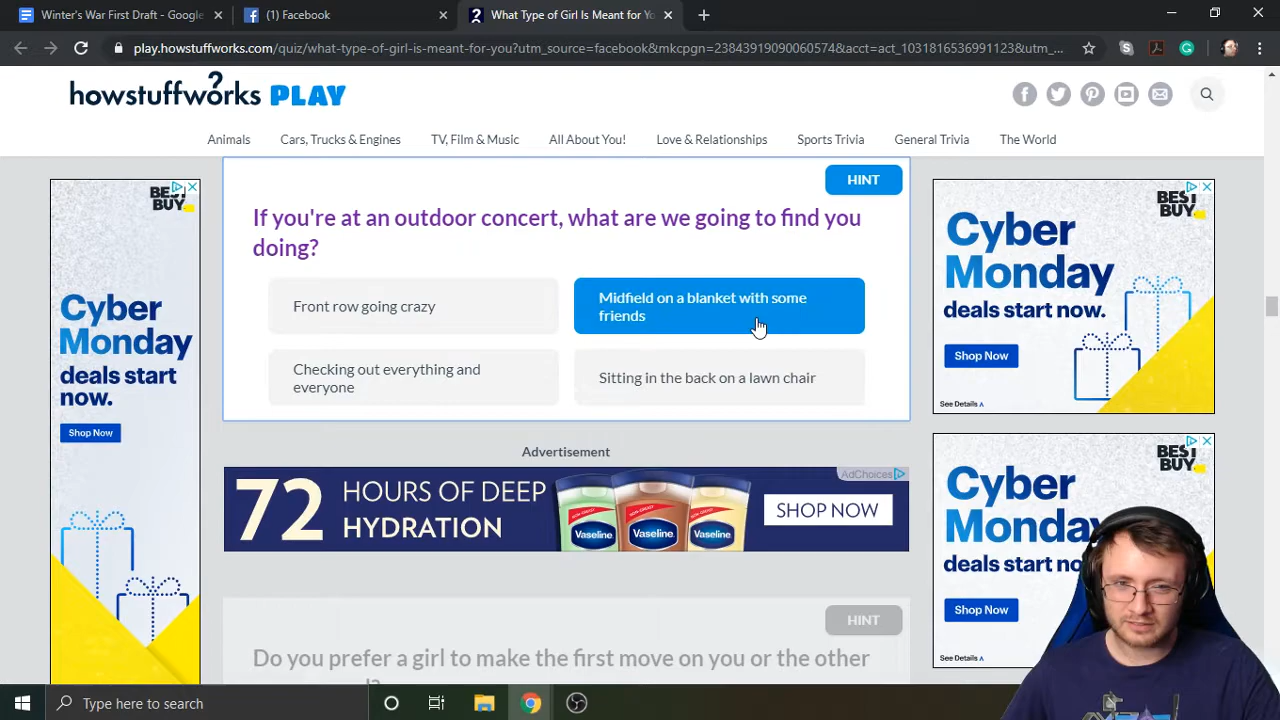 Winter's War First Draft - Google
(1) Facebook
What Type of Girl Is Meant for Yo
play.howstuffworks.com/quiz/what-type-of-girl-is-meant-for-you?utm_source=facebook&mkcpgn=238439190900605​74&acct=act_1031816536991123&utm_...
howstuffworks PLAY
Animals Cars, Trucks & Engines TV, Film & Music All About You! Love & Relationships Sports Trivia General Trivia The World
HINT
If you're at an outdoor concert, what are we going to find you
doing?
Front row going crazy
Midfield on a blanket with some
friends
Checking out everything and
everyone
Sitting in the back on a lawn chair
BEST
BUY
Cyber
Monday
deals start
now.
Shop Now
BEST
BUY
Cyber
Monday
deals start now.
Shop Now
See Details
Advertisement
AdChoices
72 HOURS OF DEEP
HYDRATION
Vaseline Vaseline Vaseline
SHOP NOW
BEST
BUY
Cyber
Monday
deals start no
Shop Now
See Details
HINT
Do you prefer a girl to make the first move on you or the other
Type here to search